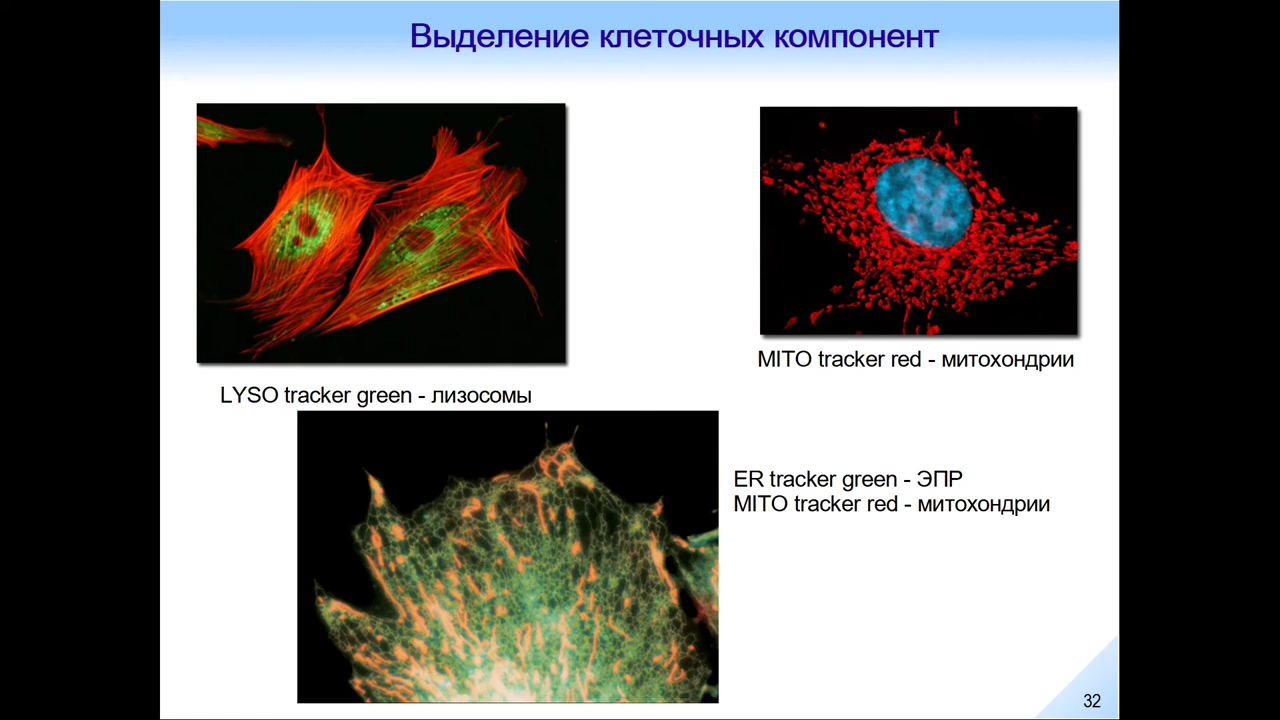 Выделение клеточных компонент
MITO tracker red - митохондрии
LYSO tracker green - лизосомы
ER tracker green - ЭПР
MITO tracker red - митохондрии
32